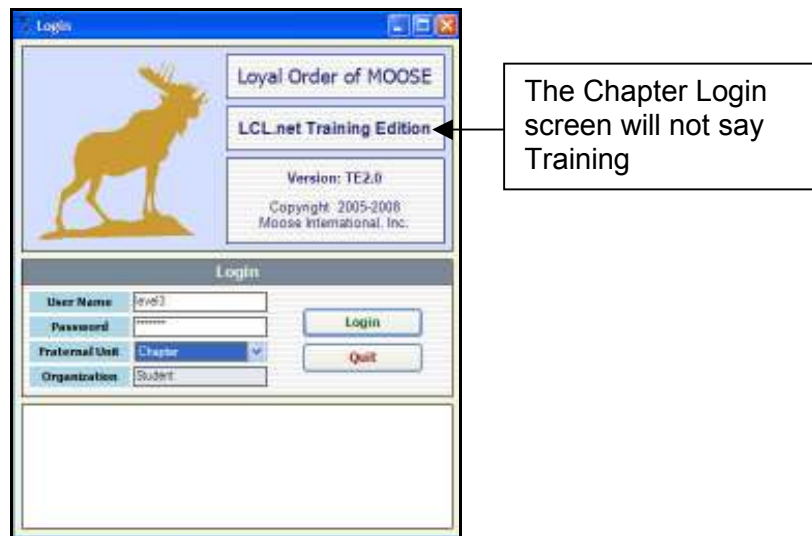 Login
Loyal Order of MOOSE
LCL.net Training Edition
Version: TE2.0
Copyright 2005-2008
Moose International, Inc.
The Chapter Login
screen will not say
Training
Login
User Name level3
Password *******
Login
Fraternal Unit Chapter
Quit
Organization Student